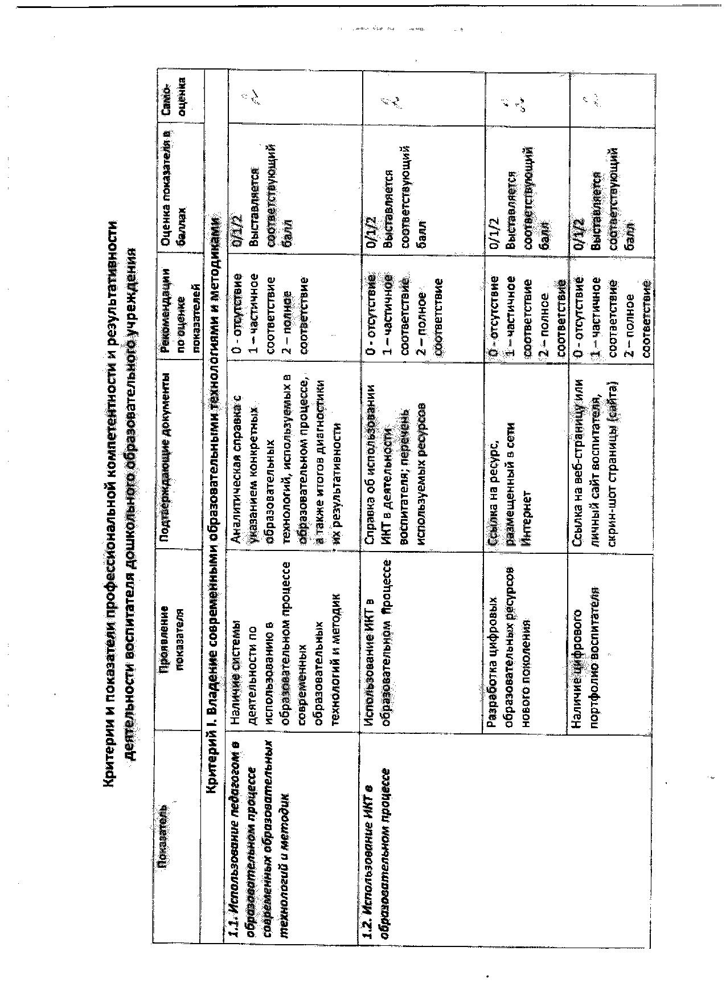 Критерии и показатели профессиональной компетентности и результативности
деятельности воспитателя дошкольного образовательного учреждения
Показатель
Проявление
показателя
Подтверждающие документы
Рекомендации
по оценке
показателей
Оценка показателя в
баллах
Само-
оценка
Критерий I. Владение современными образовательными технологиями и методиками
1.1. Использование педагогом в
образовательном процессе
современных образовательных
технологий и методик
Наличие системы
деятельности по
использованию в
образовательном процессе
современных
образовательных
технологий и методик
Аналитическая справка с
указанием конкретных
образовательных
технологий, используемых в
образовательном процессе,
а также итогов диагностики
их результативности
0 - отсутствие
1 – частичное
соответствие
2 – полное
соответствие
0/1/2
Выставляется
соответствующий
балл
1.2. Использование ИКТ в
образовательном процессе
Использование ИКТ в
образовательном процессе
Справка об использовании
ИКТ в деятельности
воспитателя; перечень
используемых ресурсов
0 - отсутствие
1 – частичное
соответствие
2 – полное
соответствие
0/1/2
Выставляется
соответствующий
балл
Разработка цифровых
образовательных ресурсов
нового поколения
Ссылка на ресурс,
размещенный в сети
Интернет
0 - отсутствие
1 – частичное
соответствие
2 – полное
соответствие
0/1/2
Выставляется
соответствующий
балл
Наличие цифрового
портфолио воспитателя
Ссылка на веб-страницу или
личный сайт воспитателя,
скрин-шот страницы (сайта)
0 - отсутствие
1 – частичное
соответствие
2 – полное
соответствие
0/1/2
Выставляется
соответствующий
балл